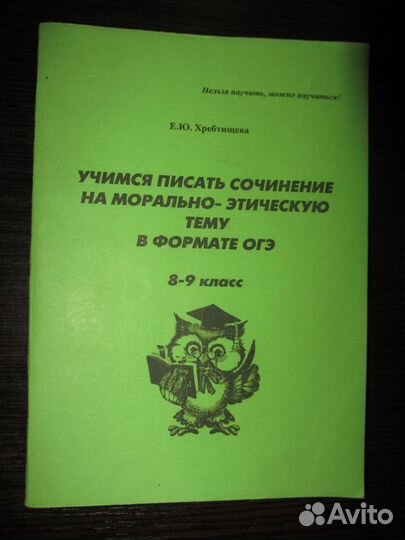 Нельзя научить, можно научиться!
Е.Ю. Хребтищева
УЧИМСЯ ПИСАТЬ СОЧИНЕНИЕ
НА МОРАЛЬНО- ЭТИЧЕСКУЮ
ТЕМУ
В ФОРМАТЕ ОГЭ
8-9 класс
Avito